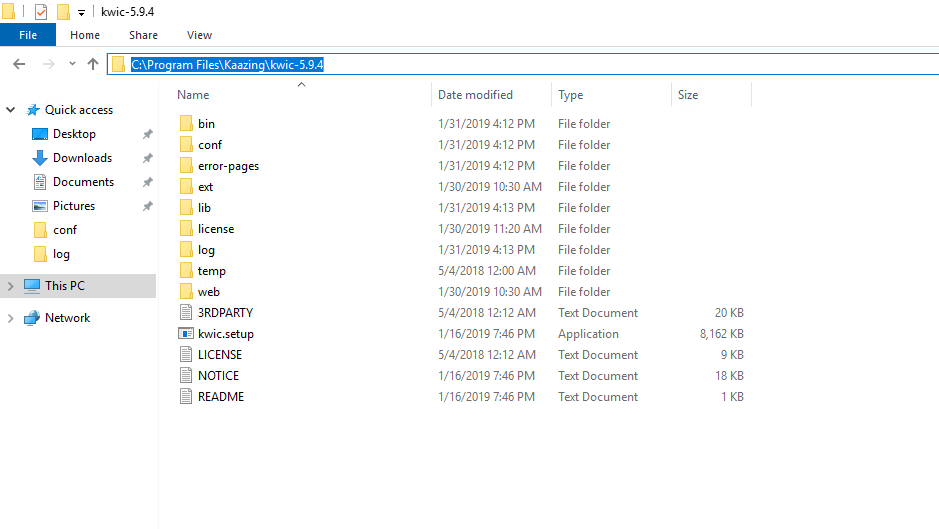 kwic-5.9.4
File Home Share View
C:\Program Files\Kaazing\kwic-5.9.4
Name Date modified Type Size
Quick access
Desktop
Downloads
Documents
Pictures
conf
log
This PC
Network
bin 1/31/2019 4:12 PM File folder
conf 1/31/2019 4:12 PM File folder
error-pages 1/31/2019 4:12 PM File folder
ext 1/30/2019 10:30 AM File folder
lib 1/31/2019 4:13 PM File folder
license 1/30/2019 11:20 AM File folder
log 1/31/2019 4:13 PM File folder
temp 5/4/2018 12:00 AM File folder
web 1/30/2019 10:30 AM File folder
3RDPARTY 5/4/2018 12:12 AM Text Document 20 KB
kwic.setup 1/16/2019 7:46 PM Application 8,162 KB
LICENSE 5/4/2018 12:12 AM Text Document 9 KB
NOTICE 1/16/2019 7:46 PM Text Document 18 KB
README 1/16/2019 7:46 PM Text Document 1 KB